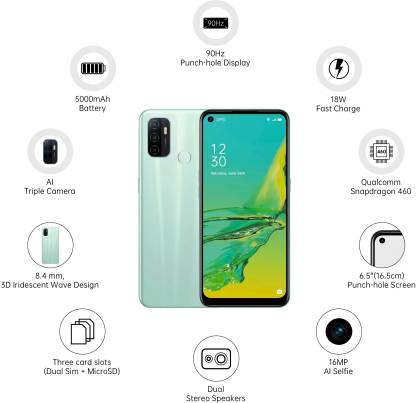 90Hz
90Hz
Punch-hole Display
5000mAh
Battery
18W
Fast Charge
AI
Triple Camera
460
Qualcomm
Snapdragon 460
12
30
8.4 mm,
3D Iridescent Wave Design
6.5"(16.5cm)
Punch-hole Screen
Three card slots
(Dual Sim + MicroSD)
16MP
AI Selfie
Dual
Stereo Speakers